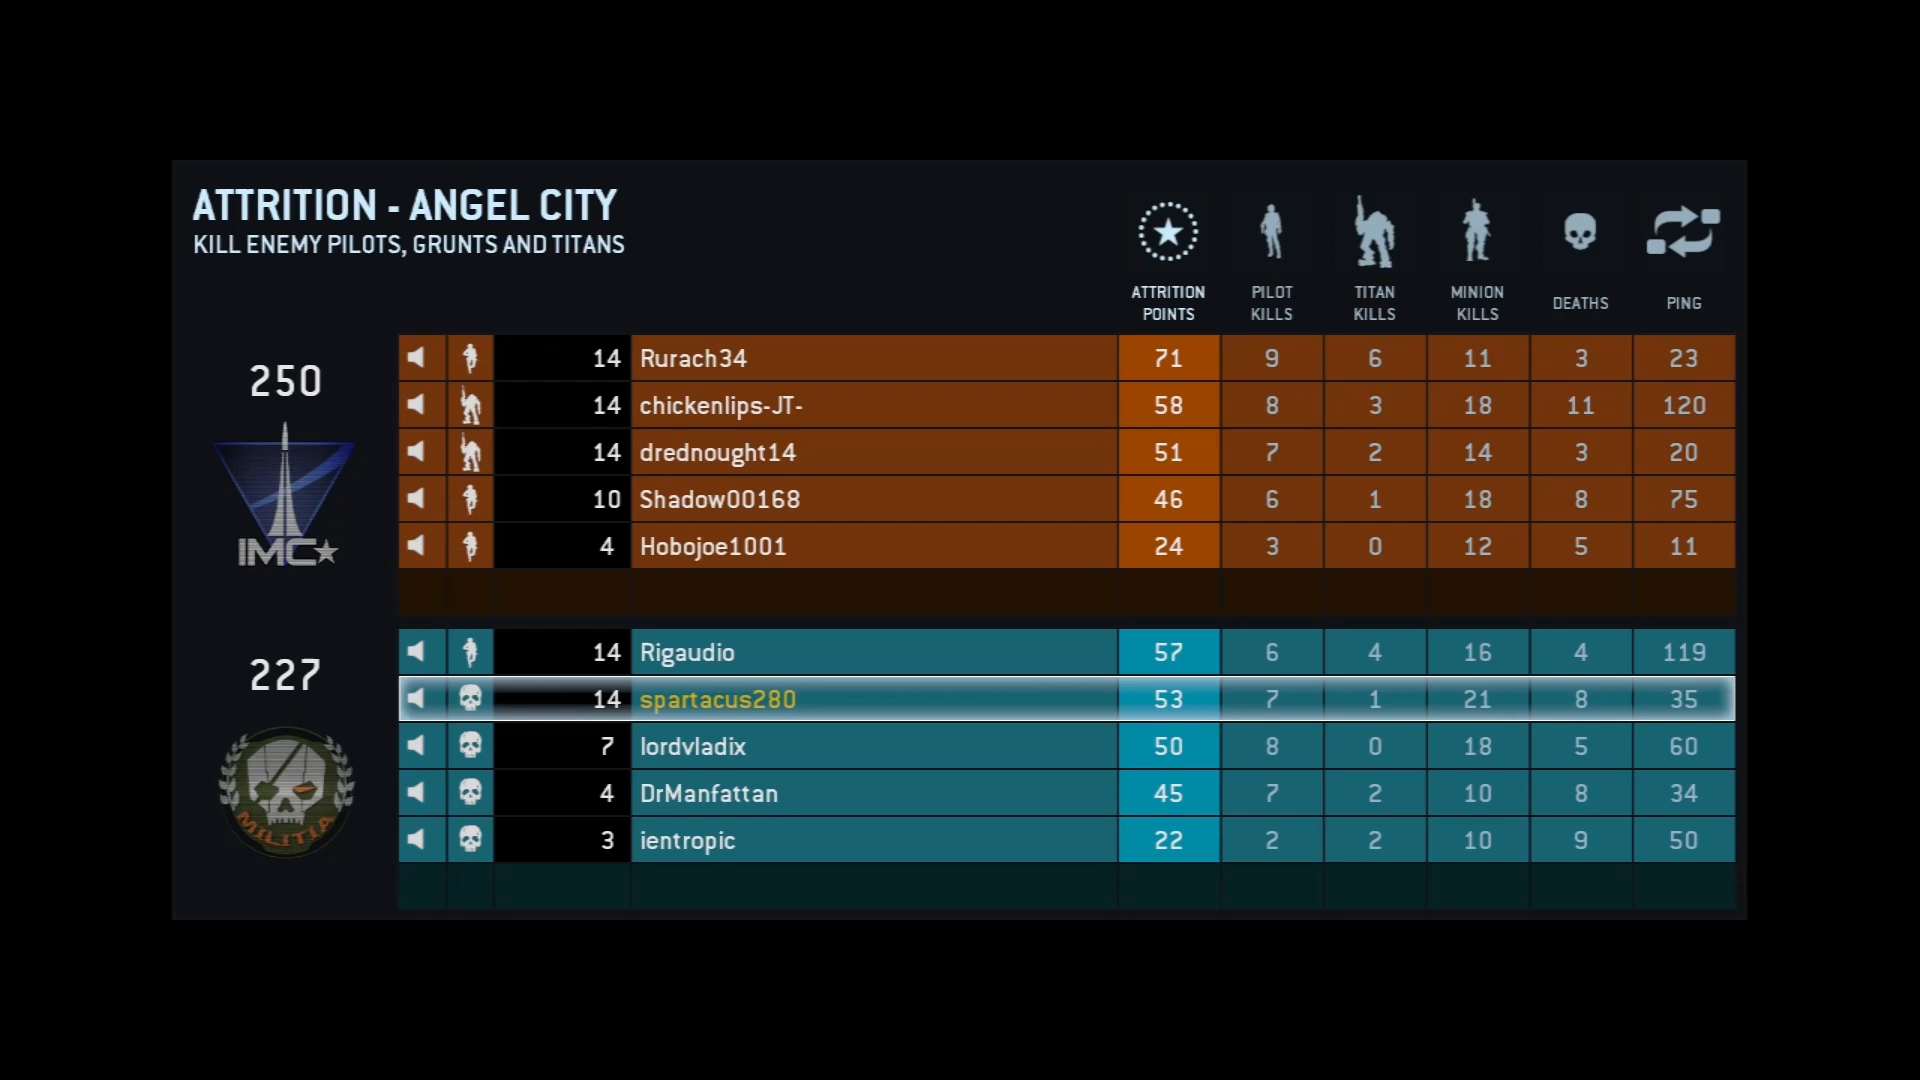 ATTRITION - ANGEL CITY
KILL ENEMY PILOTS, GRUNTS AND TITANS
ATTRITION POINTS PILOT KILLS TITAN KILLS MINION KILLS DEATHS PING
250
IMC
14 Rurach34 71 9 6 11 3 23
14 chickenlips-JT- 58 8 3 18 11 120
14 drednought14 51 7 2 14 3 20
10 Shadow00168 46 6 1 18 8 75
4 Hobojoe1001 24 3 0 12 5 11
227
MILITIA
14 Rigaudio 57 6 4 16 4 119
14 spartacus280 53 7 1 21 8 35
7 lordvladix 50 8 0 18 5 60
4 DrManfattan 45 7 2 10 8 34
3 ientropic 22 2 2 10 9 50